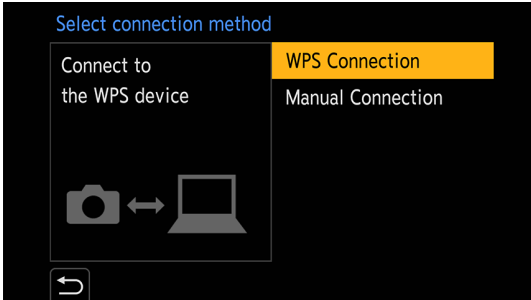 Select connection method
Connect to
the WPS device
WPS Connection
Manual Connection